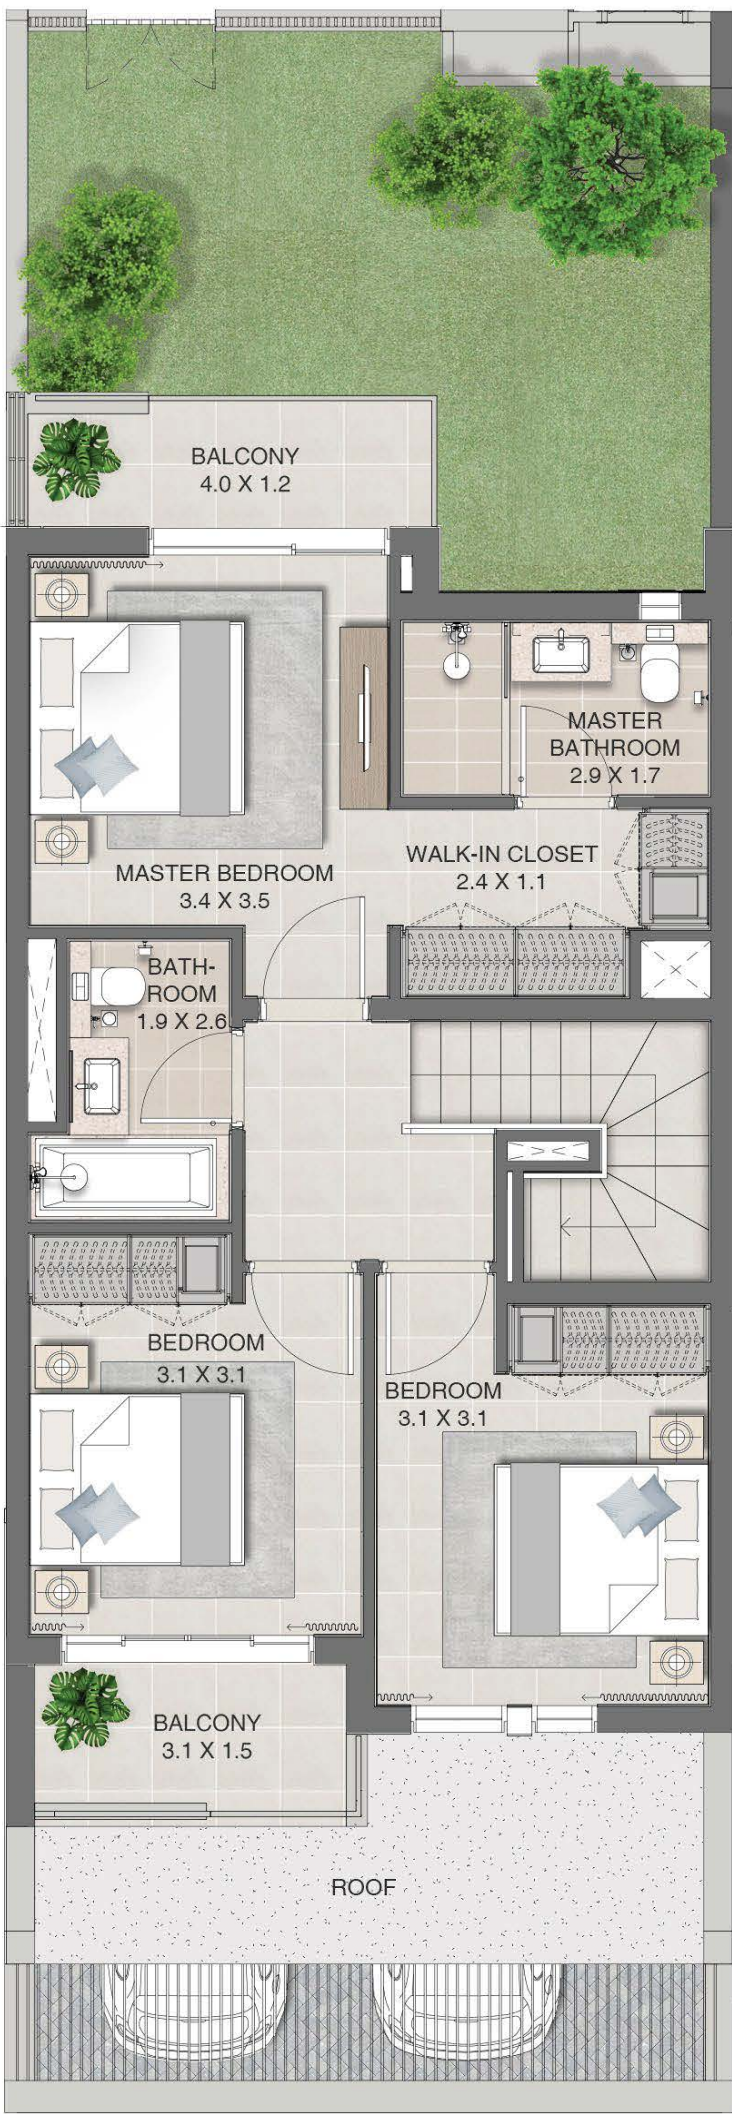 BALCONY
4.0 X 1.2
MASTER
BATHROOM
2.9 X 1.7
MASTER BEDROOM
3.4 X 3.5
WALK-IN CLOSET
2.4 X 1.1
BATH-
ROOM
1.9 X 2.6
BEDROOM
3.1 X 3.1
BEDROOM
3.1 X 3.1
BALCONY
3.1 X 1.5
ROOF